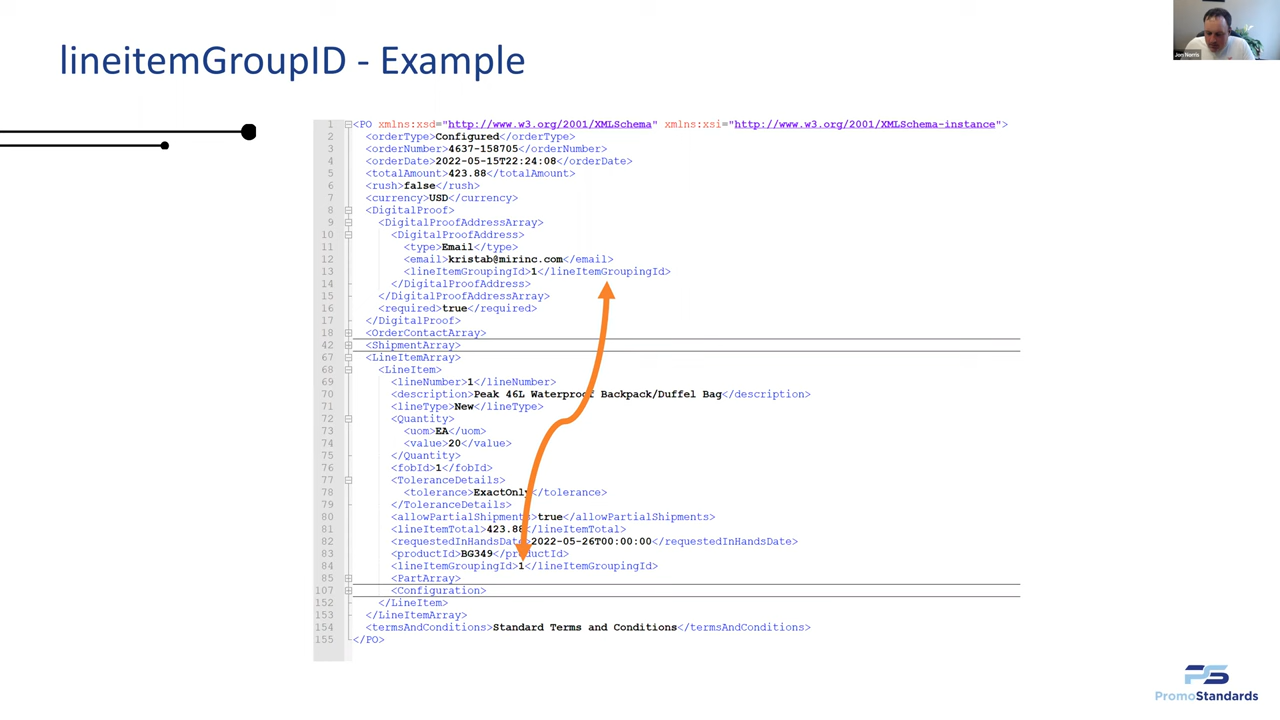 lineitemGroupID - Example
Jon Norris
1 <PO xmlns:xsd="http://www.w3.org/2001/XMLSchema" xmlns:xsi="http://www.w3.org/2001/XMLSchema-instance">
2 <orderType>Configured</orderType>
3 <orderNumber>4637-158705</orderNumber>
4 <orderDate>2022-05-15T22:24:08</orderDate>
5 <totalAmount>423.88</totalAmount>
6 <rush>false</rush>
7 <currency>USD</currency>
8 <DigitalProof>
9 <DigitalProofAddressArray>
10 <DigitalProofAddress>
11 <type>Email</type>
12 <email>kristab@mirinc.com</email>
13 <lineItemGroupingId>1</lineItemGroupingId>
14 </DigitalProofAddress>
15 </DigitalProofAddressArray>
16 <required>true</required>
17 </DigitalProof>
18 <OrderContactArray>
42 <ShipmentArray>
67 <LineItemArray>
68 <LineItem>
69 <lineNumber>1</lineNumber>
70 <description>Peak 46L Waterproof Backpack/Duffel Bag</description>
71 <lineType>New</lineType>
72 <Quantity>
73 <uom>EA</uom>
74 <value>20</value>
75 </Quantity>
76 <fobId>1</fobId>
77 <ToleranceDetails>
78 <tolerance>ExactOnly</tolerance>
79 </ToleranceDetails>
80 <allowPartialShipments>true</allowPartialShipments>
81 <lineItemTotal>423.88</lineItemTotal>
82 <requestedInHandsDate>2022-05-26T00:00:00</requestedInHandsDate>
83 <productId>BG349</productId>
84 <lineItemGroupingId>1</lineItemGroupingId>
85 <PartArray>
107 <Configuration>
152 </LineItem>
153 </LineItemArray>
154 <termsAndConditions>Standard Terms and Conditions</termsAndConditions>
155 </PO>
PS
PromoStandards